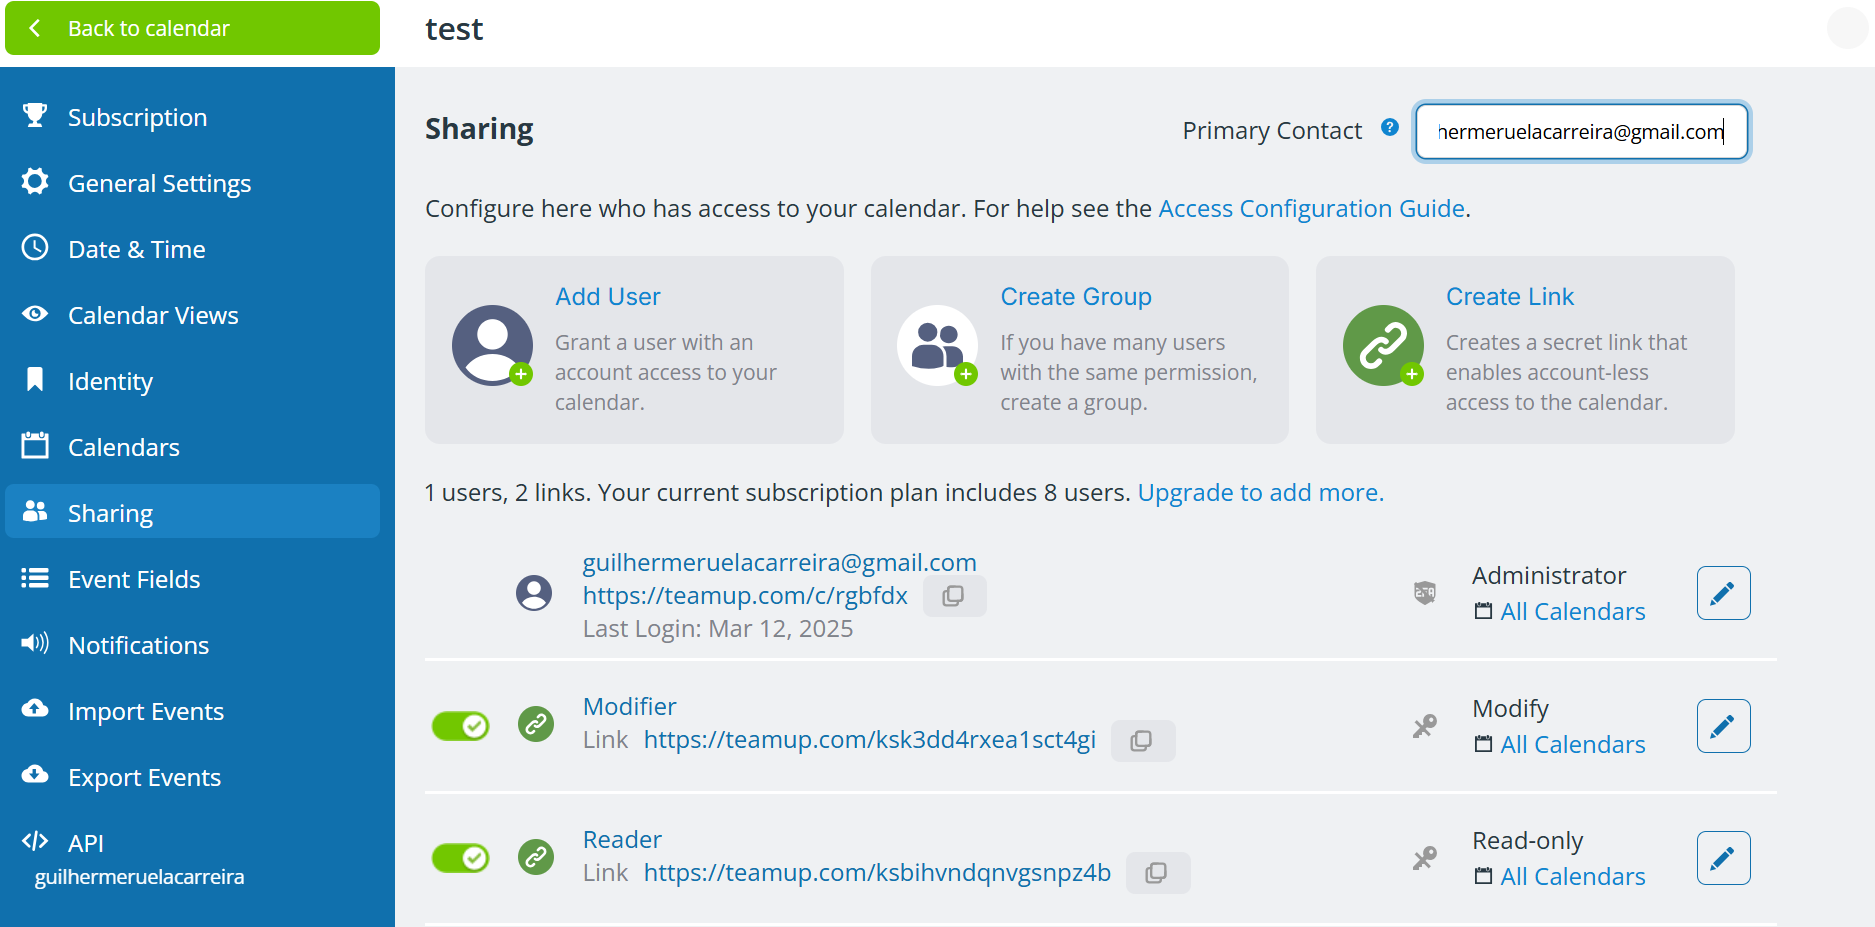 Back to calendar
test
Subscription
General Settings
Date & Time
Calendar Views
Identity
Calendars
Sharing
Event Fields
Notifications
Import Events
Export Events
API
guilhermeruelacarreira
Sharing
Primary Contact ?
hermeruelacarreira@gmail.com
Configure here who has access to your calendar. For help see the Access Configuration Guide.
Add User
Grant a user with an
account access to your
calendar.
Create Group
If you have many users
with the same permission,
create a group.
Create Link
Creates a secret link that
enables account-less
access to the calendar.
1 users, 2 links. Your current subscription plan includes 8 users. Upgrade to add more.
guilhermeruelacarreira@gmail.com
https://teamup.com/c/rgbfdx
Last Login: Mar 12, 2025
Administrator
All Calendars
Modifier
Link https://teamup.com/ksk3dd4rxea1sct4gi
Modify
All Calendars
Reader
Link https://teamup.com/ksbihvndqnvgsnpz4b
Read-only
All Calendars